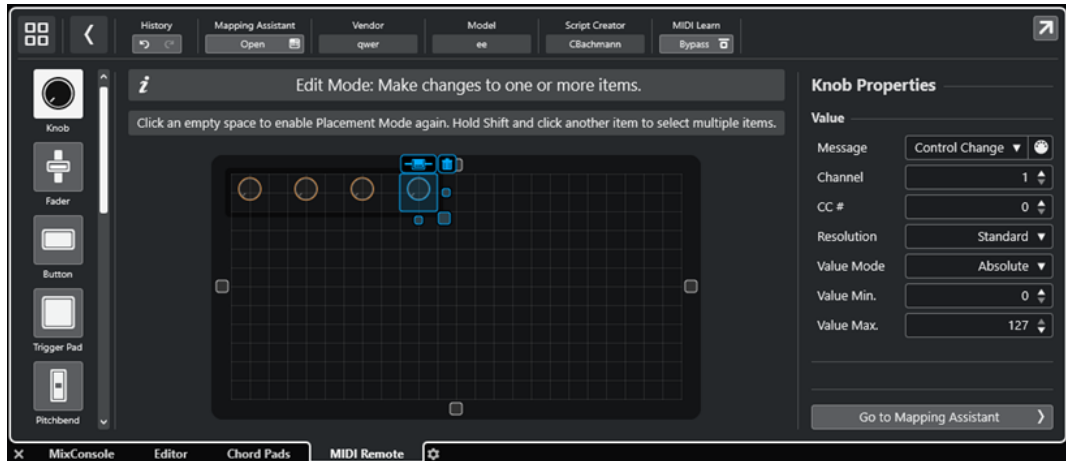 History
Mapping Assistant
Vendor
Model
Script Creator
MIDI Learn
Open
qwer
ee
CBachmann
Bypass
i
Edit Mode: Make changes to one or more items.
Click an empty space to enable Placement Mode again. Hold Shift and click another item to select multiple items.
Knob
Fader
Button
Trigger Pad
Pitchbend
Knob Properties
Value
Message Control Change
Channel 1
CC # 0
Resolution Standard
Value Mode Absolute
Value Min. 0
Value Max. 127
Go to Mapping Assistant
MixConsole Editor Chord Pads MIDI Remote